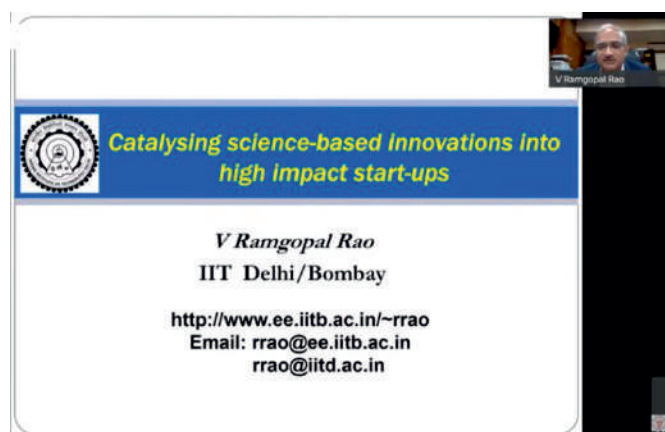 V Ramgopal Rao
Catalysing science-based innovations into
high impact start-ups
V Ramgopal Rao
IIT Delhi/Bombay
http://www.ee.iitb.ac.in/~rrao
Email: rrao@ee.iitb.ac.in
rrao@iitd.ac.in